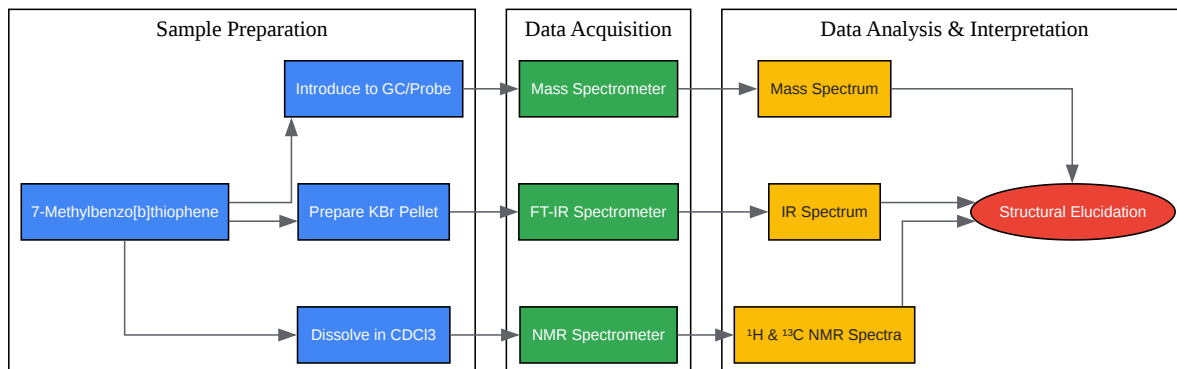 Sample Preparation
Data Acquisition
Data Analysis & Interpretation
Introduce to GC/Probe
Mass Spectrometer
Mass Spectrum
7-Methylbenzo[b]thiophene
Prepare KBr Pellet
FT-IR Spectrometer
IR Spectrum
Structural Elucidation
Dissolve in CDCl3
NMR Spectrometer
¹H & ¹³C NMR Spectra